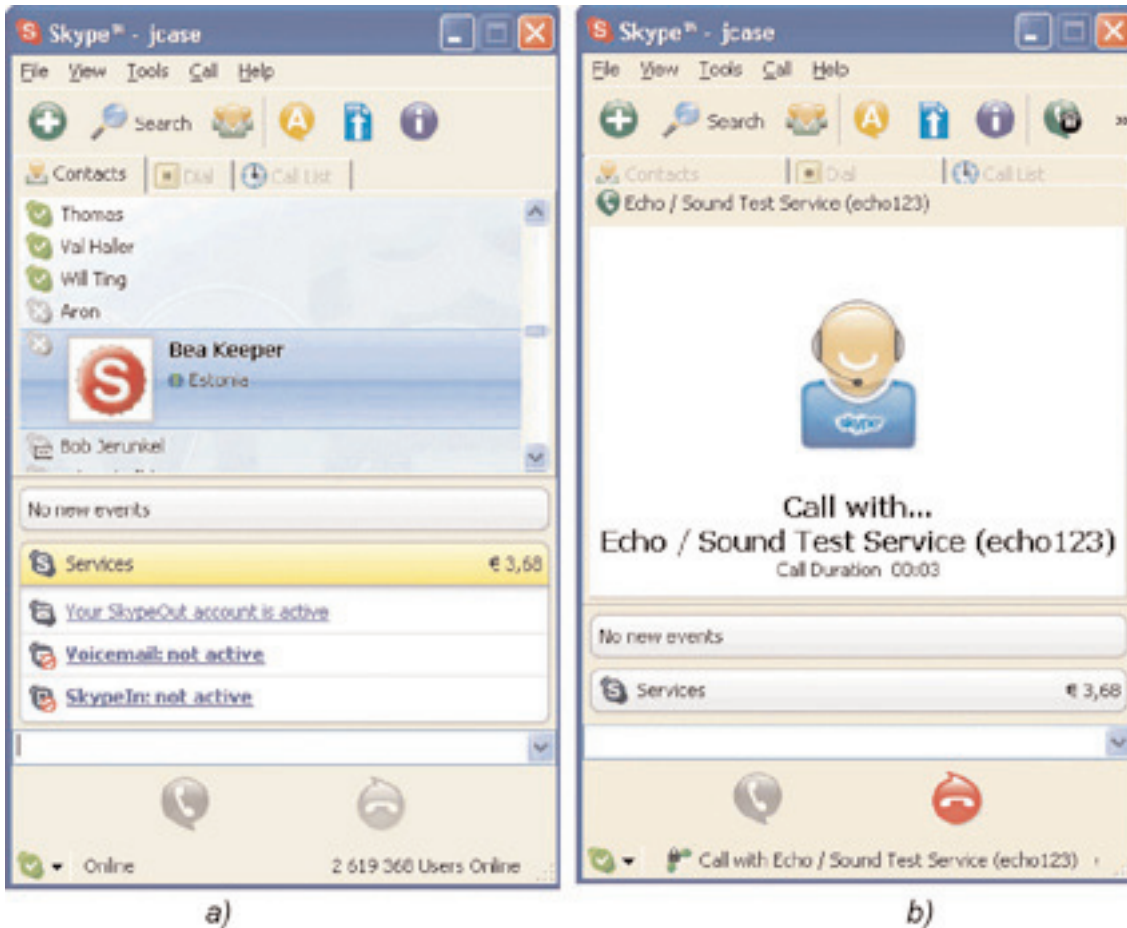 Skype™ - jcase
File View Tools Call Help
Search
Contacts Dial Call List
Thomas
Val Haller
Will Ting
Aron
Bea Keeper
Estonia
Bob Jerunkel
No new events
Services € 3,68
Your SkypeOut account is active
Voicemail: not active
SkypeIn: not active
Online 2 619 368 Users Online
a)
Skype™ - jcase
File View Tools Call Help
Search
Contacts Dial Call List
Echo / Sound Test Service (echo123)
skype
Call with...
Echo / Sound Test Service (echo123)
Call Duration 00:03
No new events
Services € 3,68
Call with Echo / Sound Test Service (echo123)
b)